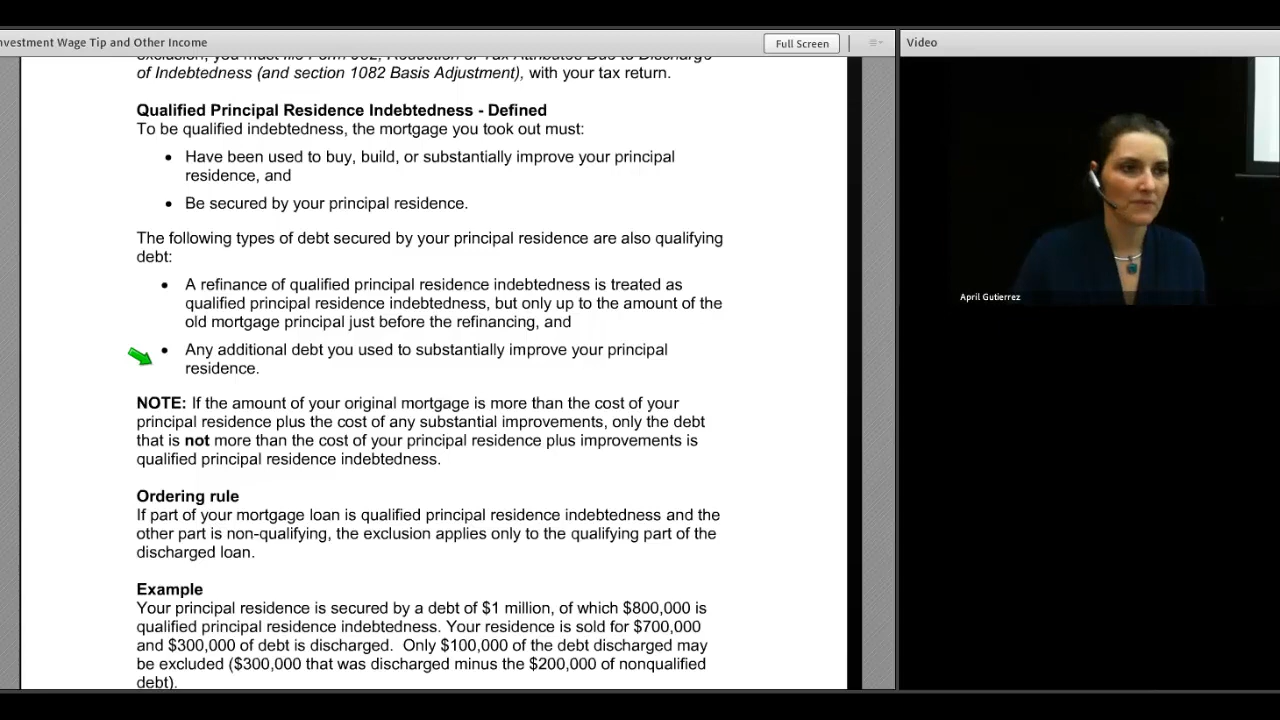 nvestment Wage Tip and Other Income
Full Screen
Video
of Indebtedness (and section 1082 Basis Adjustment), with your tax return.
Qualified Principal Residence Indebtedness - Defined
To be qualified indebtedness, the mortgage you took out must:
• Have been used to buy, build, or substantially improve your principal
residence, and
• Be secured by your principal residence.
The following types of debt secured by your principal residence are also qualifying
debt:
• A refinance of qualified principal residence indebtedness is treated as
qualified principal residence indebtedness, but only up to the amount of the
old mortgage principal just before the refinancing, and
• Any additional debt you used to substantially improve your principal
residence.
NOTE: If the amount of your original mortgage is more than the cost of your
principal residence plus the cost of any substantial improvements, only the debt
that is not more than the cost of your principal residence plus improvements is
qualified principal residence indebtedness.
Ordering rule
If part of your mortgage loan is qualified principal residence indebtedness and the
other part is non-qualifying, the exclusion applies only to the qualifying part of the
discharged loan.
Example
Your principal residence is secured by a debt of $1 million, of which $800,000 is
qualified principal residence indebtedness. Your residence is sold for $700,000
and $300,000 of debt is discharged. Only $100,000 of the debt discharged may
be excluded ($300,000 that was discharged minus the $200,000 of nonqualified
debt).
April Gutierrez